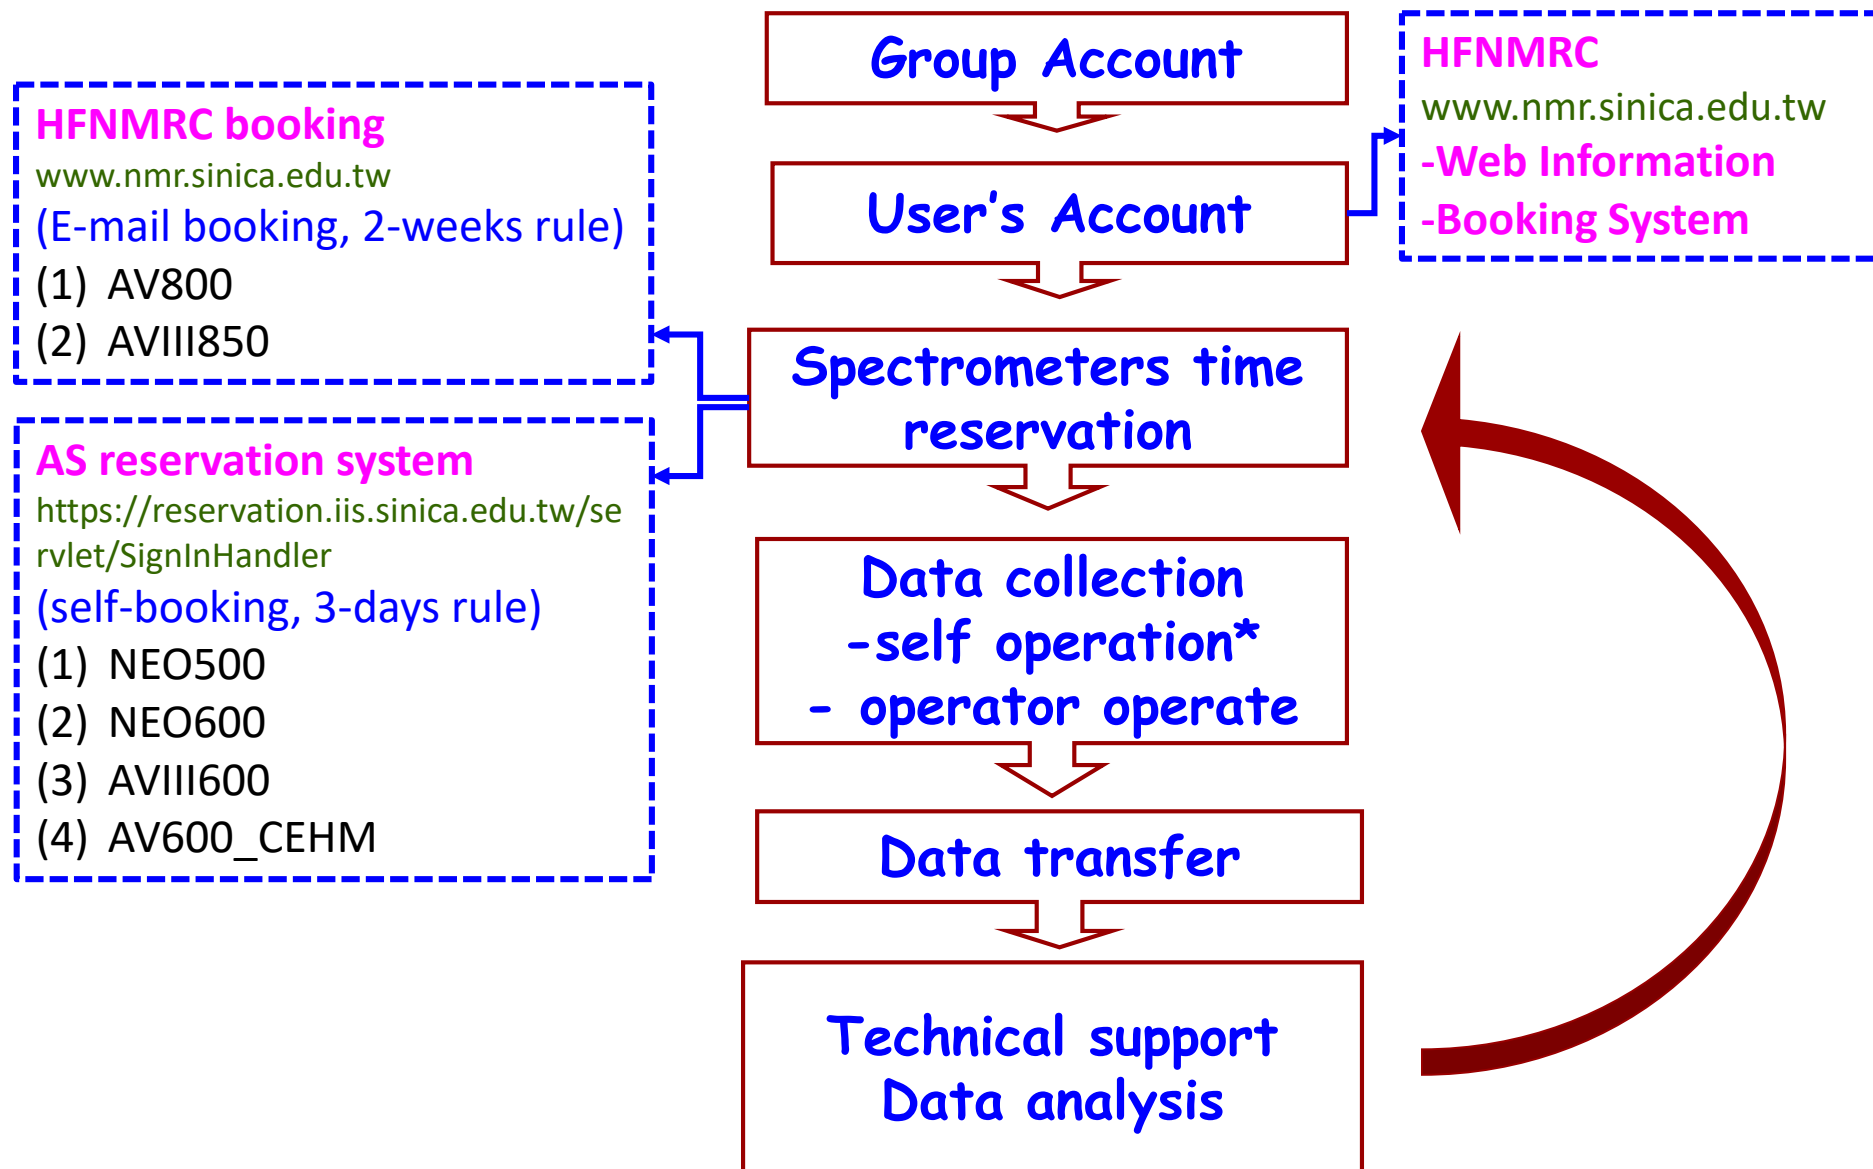 Group Account
User's Account
Spectrometers time
reservation
Data collection
-self operation*
- operator operate
Data transfer
Technical support
Data analysis
HFNMRC
www.nmr.sinica.edu.tw
-Web Information
-Booking System
HFNMRC booking
www.nmr.sinica.edu.tw
(E-mail booking, 2-weeks rule)
(1) AV800
(2) AVIII850
AS reservation system
https://reservation.iis.sinica.edu.tw/se
rvlet/SignInHandler
(self-booking, 3-days rule)
(1) NEO500
(2) NEO600
(3) AVIII600
(4) AV600_CEHM